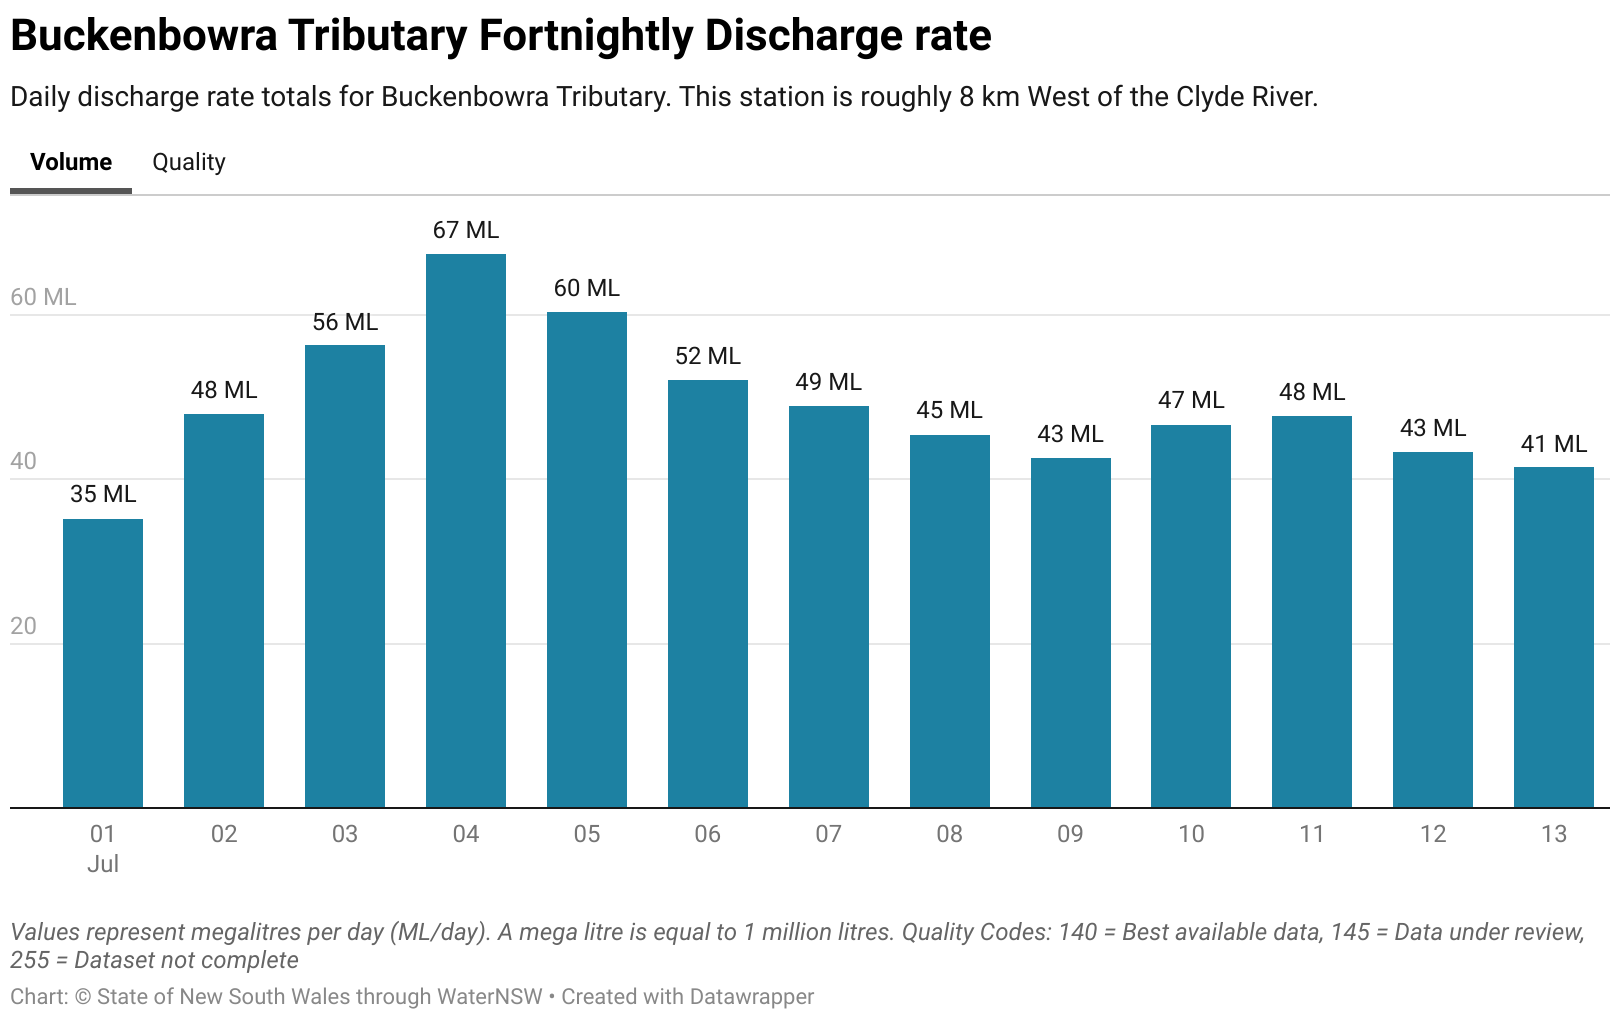 Buckenbowra Tributary Fortnightly Discharge rate
Daily discharge rate totals for Buckenbowra Tributary. This station is roughly 8 km West of the Clyde River.
Volume Quality
67 ML
60 ML
60 ML
56 ML
52 ML
49 ML
48 ML
48 ML
47 ML
45 ML
43 ML
43 ML
41 ML
40
35 ML
20
01 02 03 04 05 06 07 08 09 10 11 12 13
Jul
Values represent megalitres per day (ML/day). A mega litre is equal to 1 million litres. Quality Codes: 140 = Best available data, 145 = Data under review,
255 = Dataset not complete
Chart: © State of New South Wales through WaterNSW • Created with Datawrapper